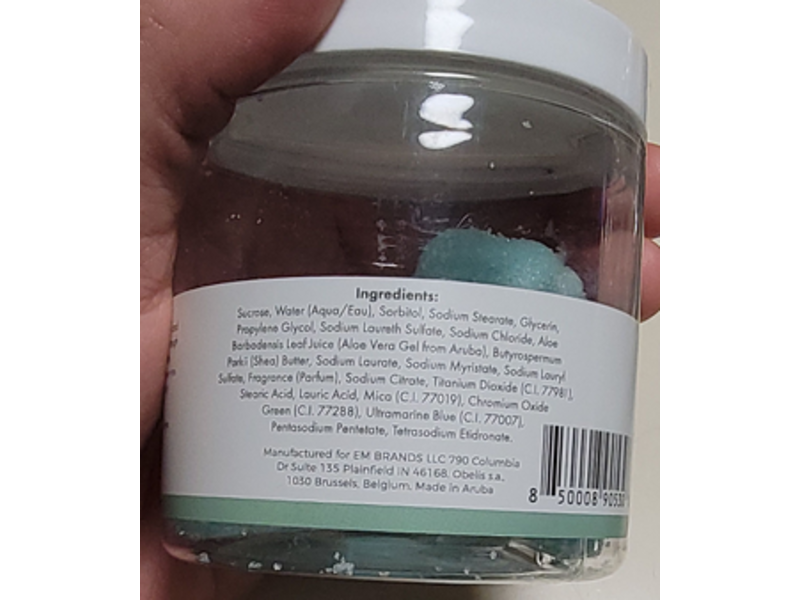 Ingredients:
Sucrose, Water (Aqua/Eau), Sorbitol, Sodium Stearate, Glycerin,
Propylene Glycol, Sodium Laureth Sulfate, Sodium Chloride, Aloe
Barbadensis Leaf Juice (Aloe Vera Gel from Aruba), Butyrospermum
Parkii (Shea) Butter, Sodium Laurate, Sodium Myristate, Sodium Lauryl
Sulfate, Fragrance (Parfum), Sodium Citrate, Titanium Dioxide (C.I. 77981),
Stearic Acid, Lauric Acid, Mica (C.I. 77019), Chromium Oxide
Green (C.I. 77288), Ultramarine Blue (C.I. 77007),
Pentasodium Pentetate, Tetrasodium Etidronate.
Manufactured for EM BRANDS LLC 790 Columbia
Dr Suite 135 Plainfield IN 46168. Obelis s.a.,
1030 Brussels, Belgium. Made in Aruba
8 50008 90530